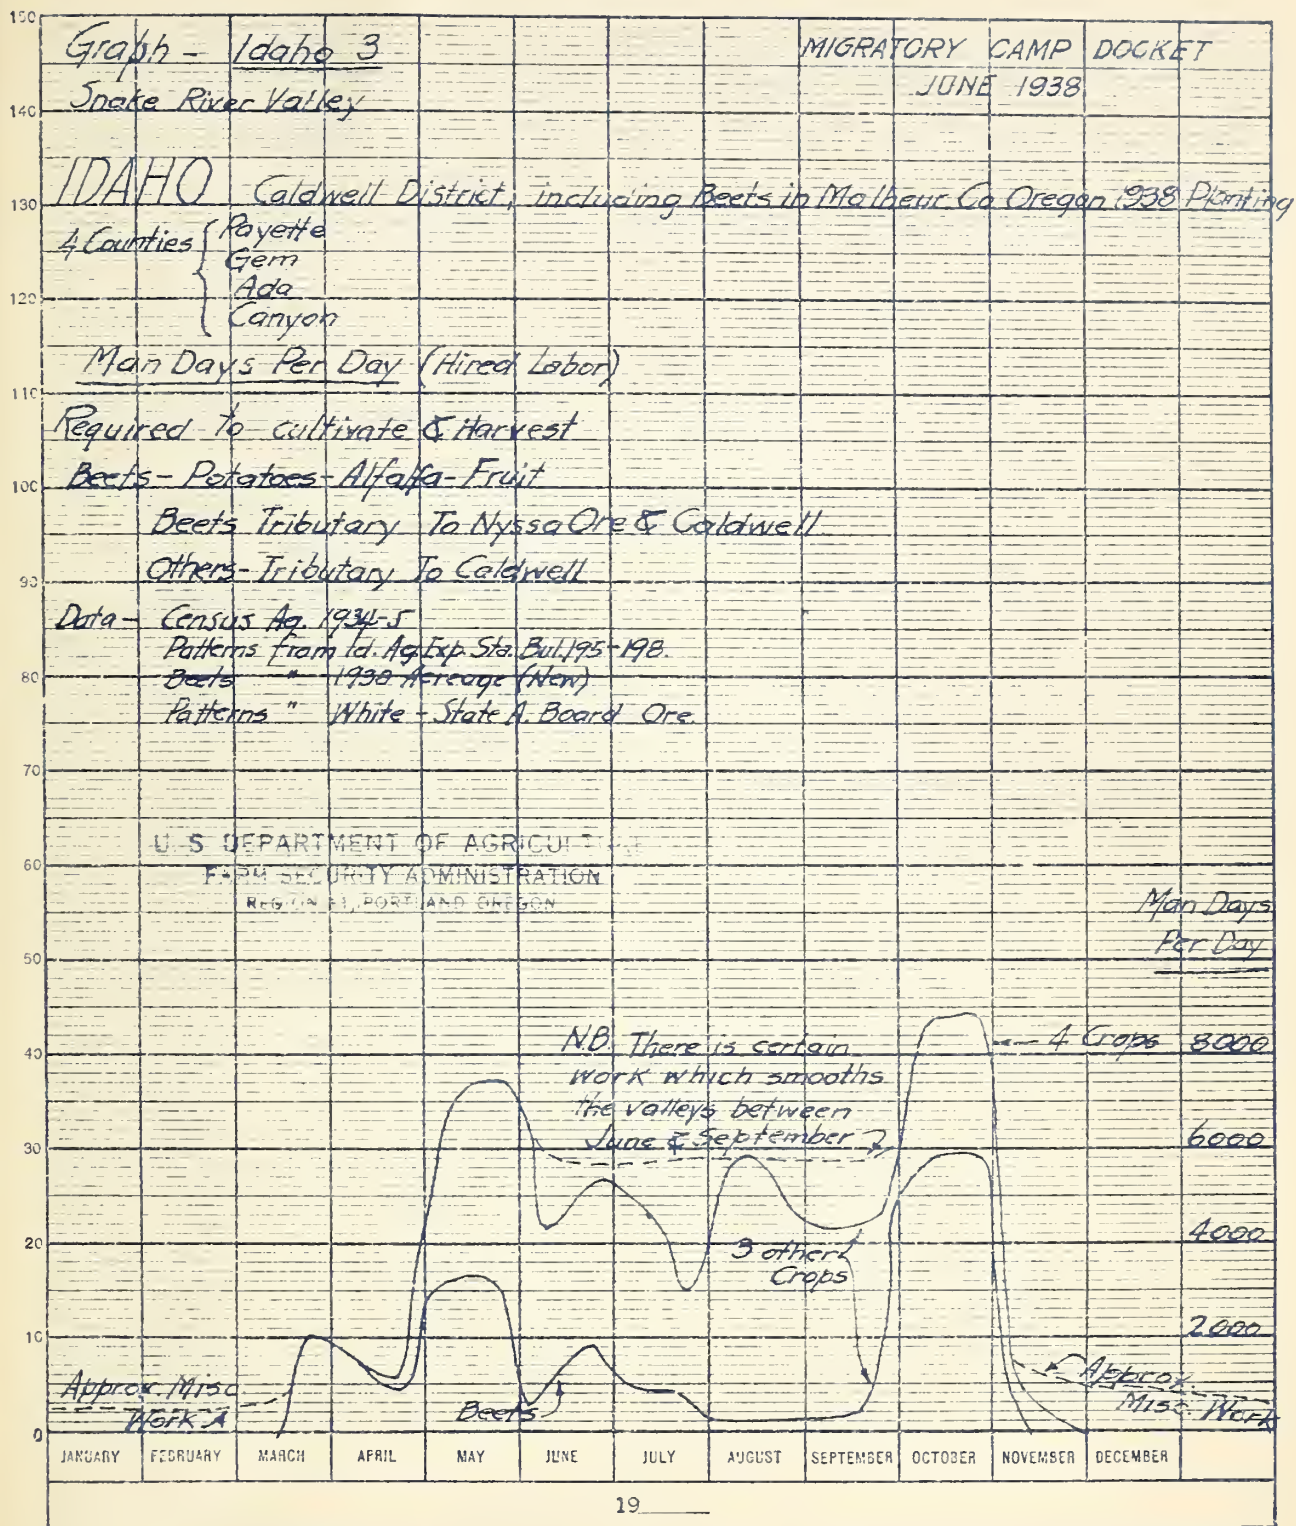 Graph - Idaho 3
Snake River Valley
MIGRATORY CAMP DOCKET
JUNE 1938
IDAHO Caldwell District, including Beets in Malheur Co Oregon 1938 Planting
4 Counties { Payette
Gem
Ada
Canyon
Man Days Per Day (Hired Labor)
Required to cultivate & Harvest
Beets - Potatoes - Alfalfa - Fruit
Beets Tributary To Nyssa Ore & Caldwell
Others - Tributary To Caldwell
Data - Census Ag. 1934-5
Patterns from Id. Ag. Exp. Sta. Bul. 195-198.
Beets " 1938 Acreage (New)
Patterns " White - State A. Board Ore.
U. S DEPARTMENT OF AGRICULTURE
FARM SECURITY ADMINISTRATION
REGION 11, PORTLAND OREGON
Man Days
Per Day
N.B. There is certain
work which smooths
the valleys between
June & September
4 Crops
8000
6000
4000
2000
3 other
Crops
Beets
Approx. Misc
Work
Approx
Misc. Work
150
140
130
120
110
100
90
80
70
60
50
40
30
20
10
0
JANUARY FEBRUARY MARCH APRIL MAY JUNE JULY AUGUST SEPTEMBER OCTOBER NOVEMBER DECEMBER
19